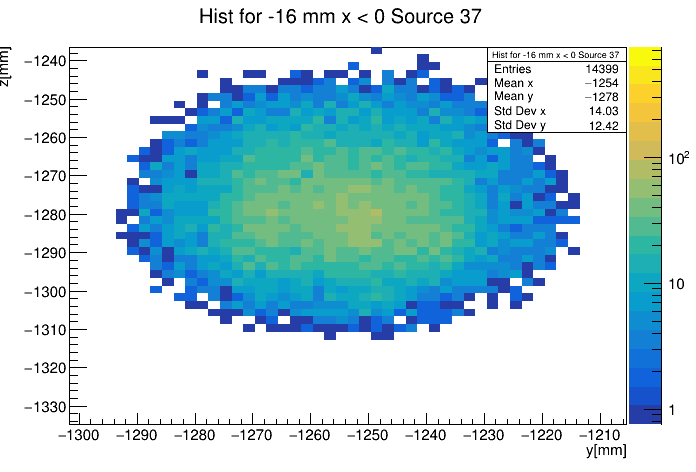 Hist for -16 mm x < 0 Source 37
z[mm]
Hist for -16 mm x < 0 Source 37
Entries 14399
Mean x −1254
Mean y −1278
Std Dev x 14.03
Std Dev y 12.42
−1240
−1250
−1260
−1270
−1280
−1290
−1300
−1310
−1320
−1330
10²
10
1
−1300 −1290 −1280 −1270 −1260 −1250 −1240 −1230 −1220 −1210
y[mm]